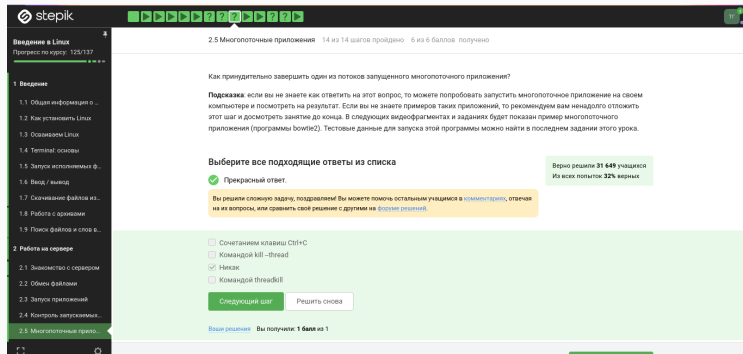 stepik
Введение в Linux
Прогресс по курсу: 125/137
1 Введение
1.1 Общая информация о ...
1.2 Как установить Linux
1.3 Осваиваем Linux
1.4 Terminal: основы
1.5 Запуск исполняемых ф...
1.6 Ввод / вывод
1.7 Скачивание файлов из...
1.8 Работа с архивами
1.9 Поиск файлов и слов в...
2 Работа на сервере
2.1 Знакомство с сервером
2.2 Обмен файлами
2.3 Запуск приложений
2.4 Контроль запускаемых...
2.5 Многопоточные прило...
2.5 Многопоточные приложения 14 из 14 шагов пройдено 6 из 6 баллов получено
Как принудительно завершить один из потоков запущенного многопоточного приложения?
Подсказка: если вы не знаете как ответить на этот вопрос, то можете попробовать запустить многопоточное приложение на своем
компьютере и посмотреть на результат. Если вы не знаете примеров таких приложений, то рекомендуем вам ненадолго отложить
этот шаг и досмотреть занятие до конца. В следующих видеофрагментах и заданиях будет показан пример многопоточного
приложения (программы bowtie2). Тестовые данные для запуска этой программы можно найти в последнем задании этого урока.
Выберите все подходящие ответы из списка
Прекрасный ответ.
Верно решили 31 649 учащихся
Из всех попыток 32% верных
Вы решили сложную задачу, поздравляем! Вы можете помочь остальным учащимся в комментариях, отвечая
на их вопросы, или сравнить своё решение с другими на форуме решений.
Сочетанием клавиш Ctrl+C
Командой kill --thread
Никак
Командой threadkill
Следующий шаг
Решить снова
Ваши решения Вы получили: 1 балл из 1